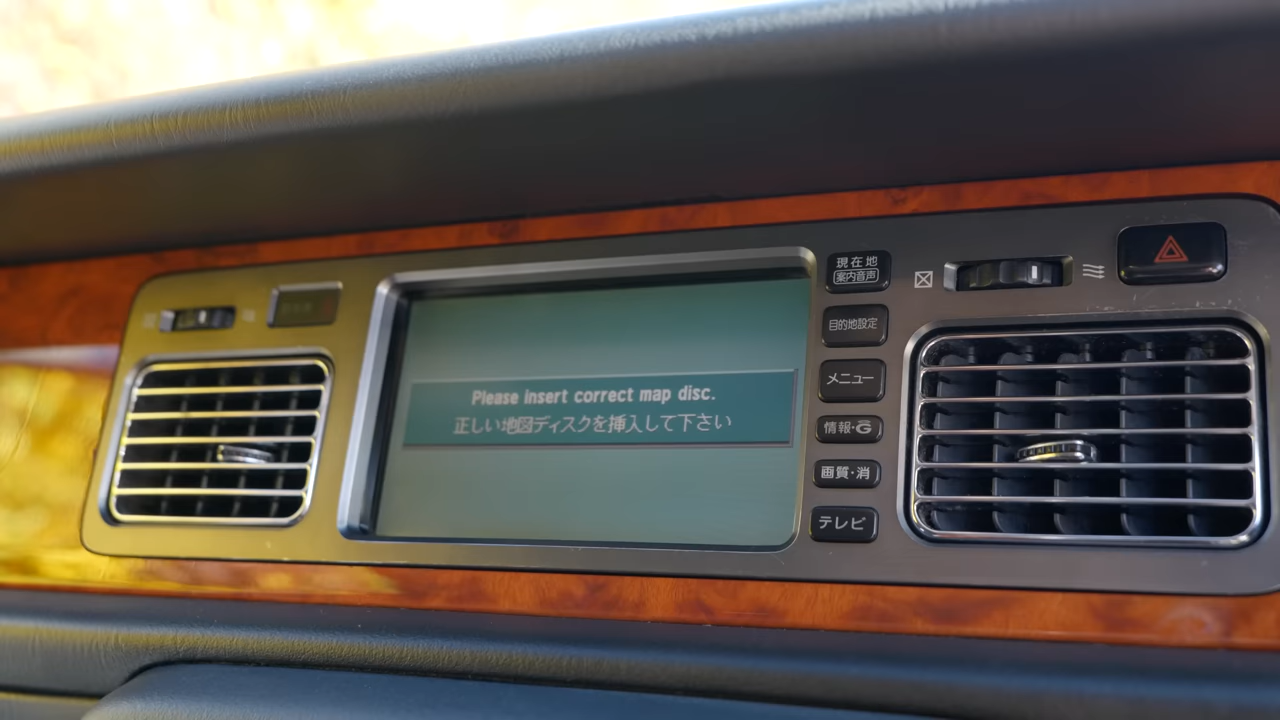 Please insert correct map disc.
正しい地図ディスクを挿入して下さい
現在地
案内音声
目的地設定
メニュー
情報・G
画質・消
テレビ